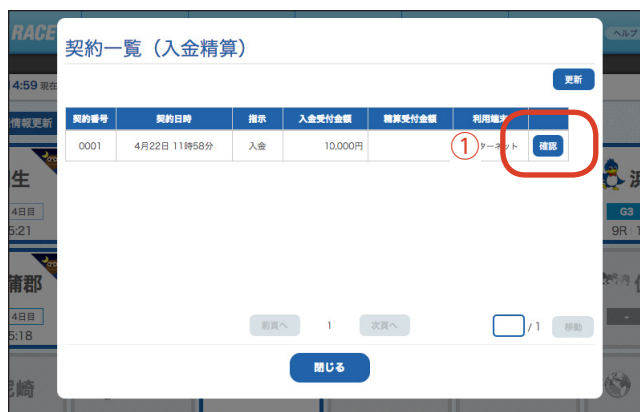 RACE
ヘルプ
契約一覧（入金精算）
4:59 現在
更新
情報更新
契約番号 契約日時 指示 入金受付金額 精算受付金額 利用端末
0001 4月22日 11時58分 入金 10,000円 ①ターネット 確認
生
浜
4日目
G3
5:21
9R
蒲郡
4日目
5:18
前頁へ 1 次頁へ / 1 移動
-
閉じる
尼崎